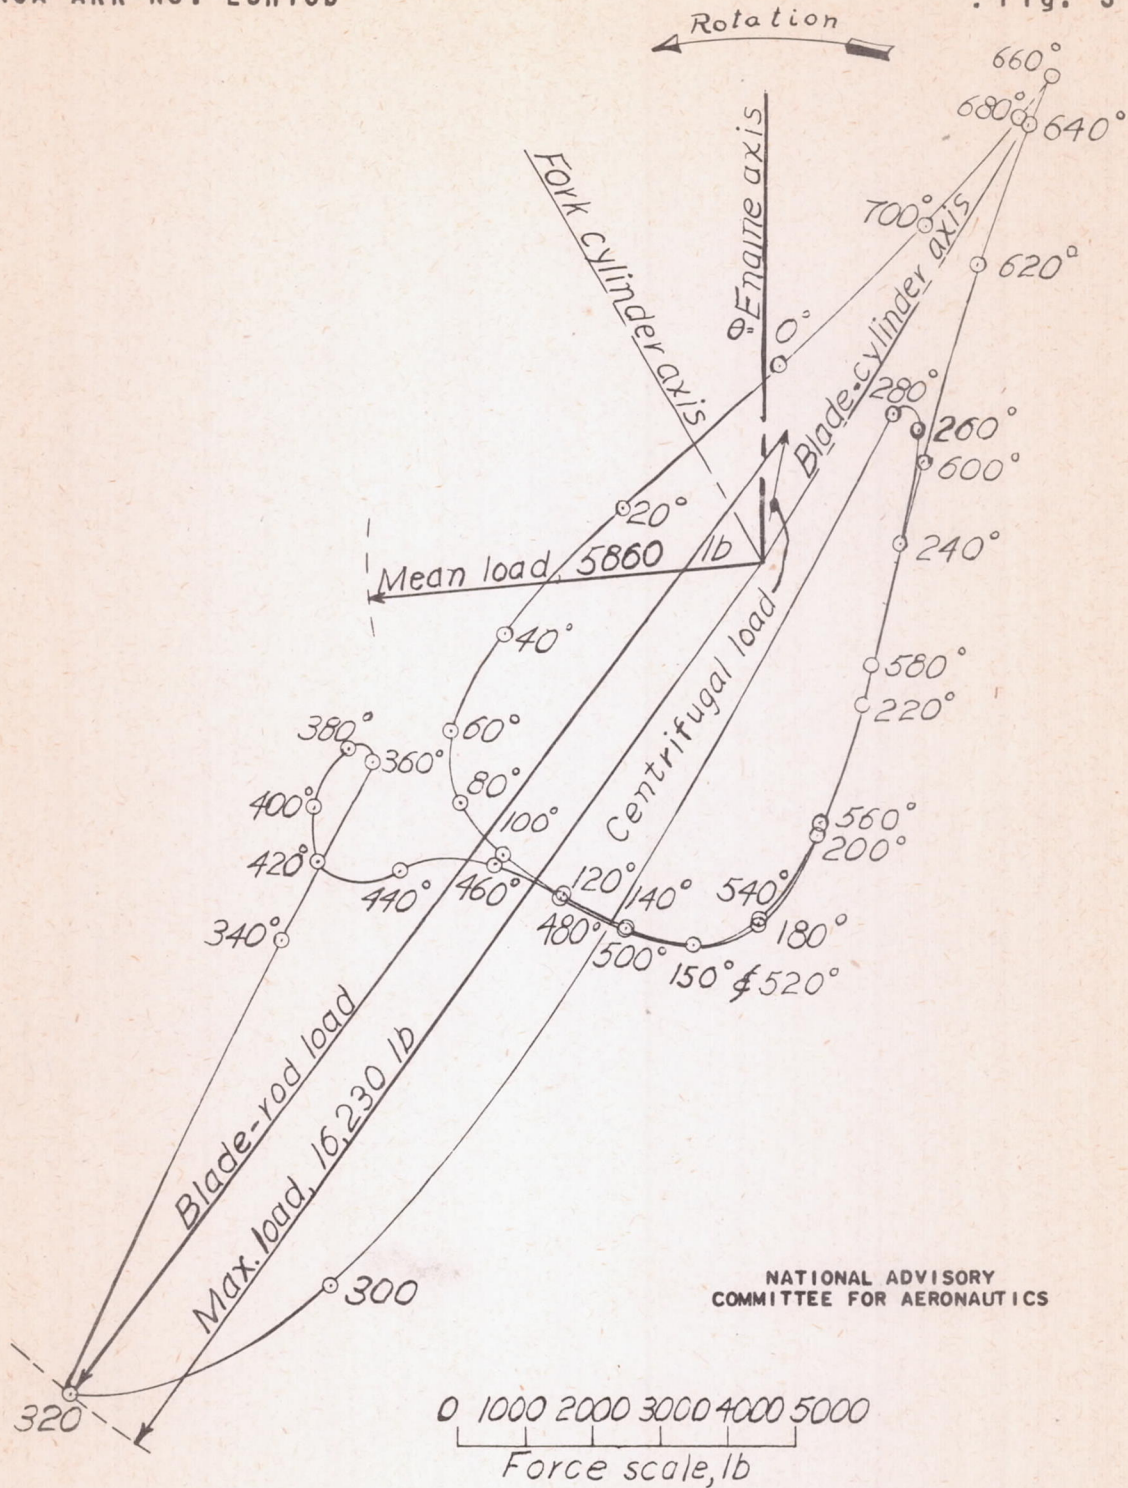 Rotation
660°
680°
640°
Fork cylinder axis
Engine axis
θ"
700°
Blade-cylinder axis
620°
0°
280°
260°
600°
20°
240°
Mean load, 5860 lb
40°
580°
220°
Centrifugal load
380°
60°
360°
80°
400°
100°
560°
200°
420°
440°
460°
120°
140°
540°
480°
500°
180°
340°
150° & 520°
Blade-rod load
Max. load, 16,230 lb
300
NATIONAL ADVISORY
COMMITTEE FOR AERONAUTICS
320
0 1000 2000 3000 4000 5000
Force scale, lb